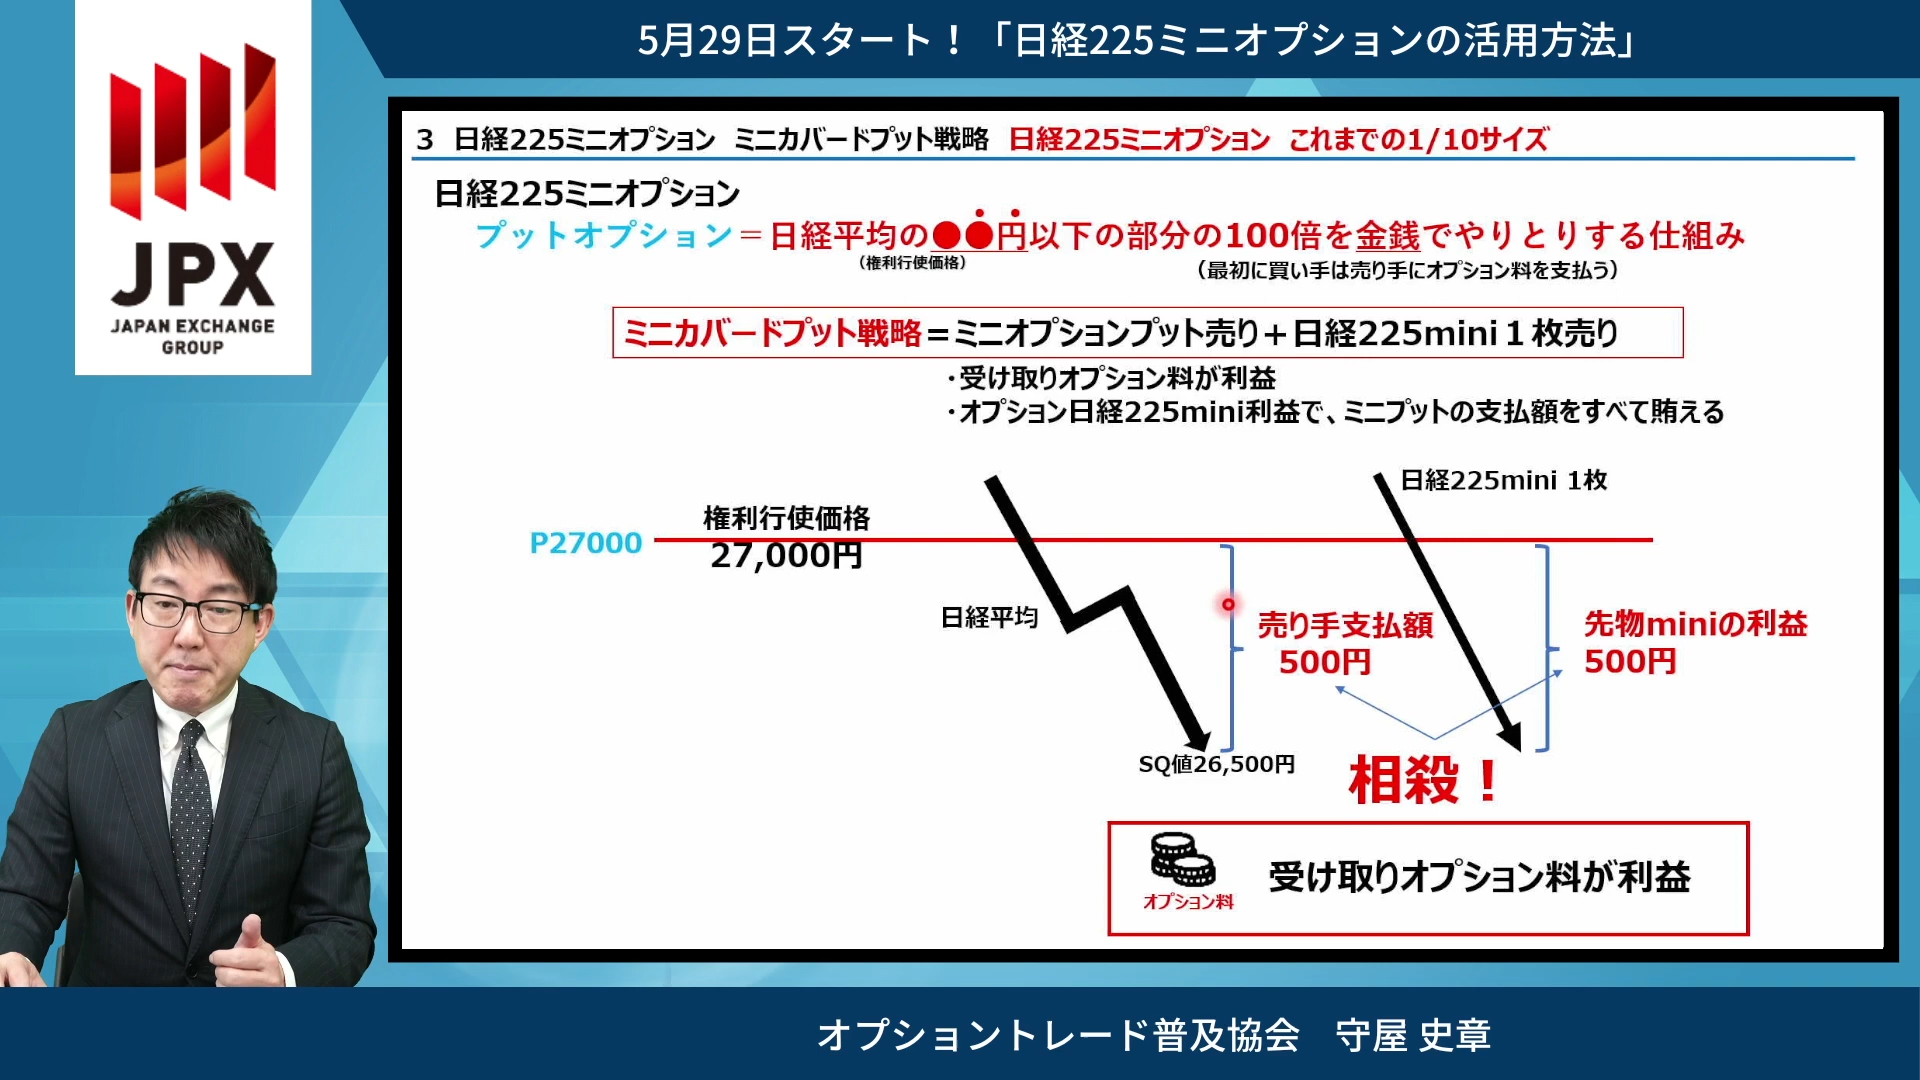 5月29日スタート！「日経225ミニオプションの活用方法」
JPX
JAPAN EXCHANGE
GROUP
3 日経225ミニオプション ミニカバードプット戦略 日経225ミニオプション これまでの1/10サイズ
日経225ミニオプション
プットオプション＝日経平均の●●円以下の部分の100倍を金銭でやりとりする仕組み
（権利行使価格）
（最初に買い手は売り手にオプション料を支払う）
ミニカバードプット戦略＝ミニオプションプット売り＋日経225mini１枚売り
・受け取りオプション料が利益
・オプション日経225mini利益で、ミニプットの支払額をすべて賄える
日経225mini 1枚
権利行使価格
P27000
27,000円
日経平均
売り手支払額
500円
先物miniの利益
500円
SQ値26,500円
相殺！
オプション料
受け取りオプション料が利益
オプショントレード普及協会 守屋 史章